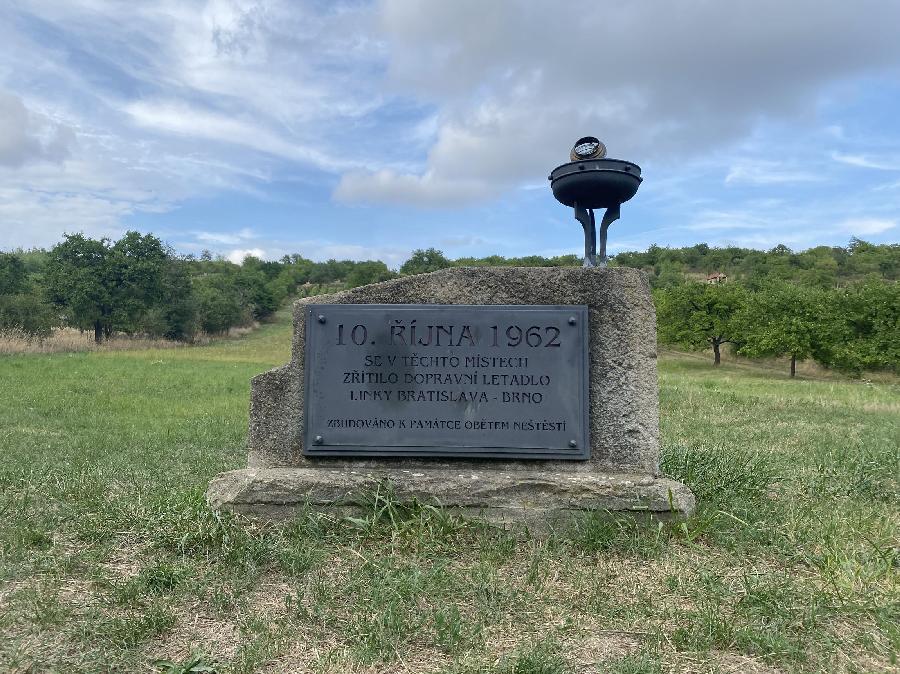 10. ŘÍJNA 1962
SE V TĚCHTO MÍSTECH
ZŘÍTILO DOPRAVNÍ LETADLO
LINKY BRATISLAVA - BRNO
ZBUDOVÁNO K PAMÁTCE OBĚTEM NEŠTĚSTÍ